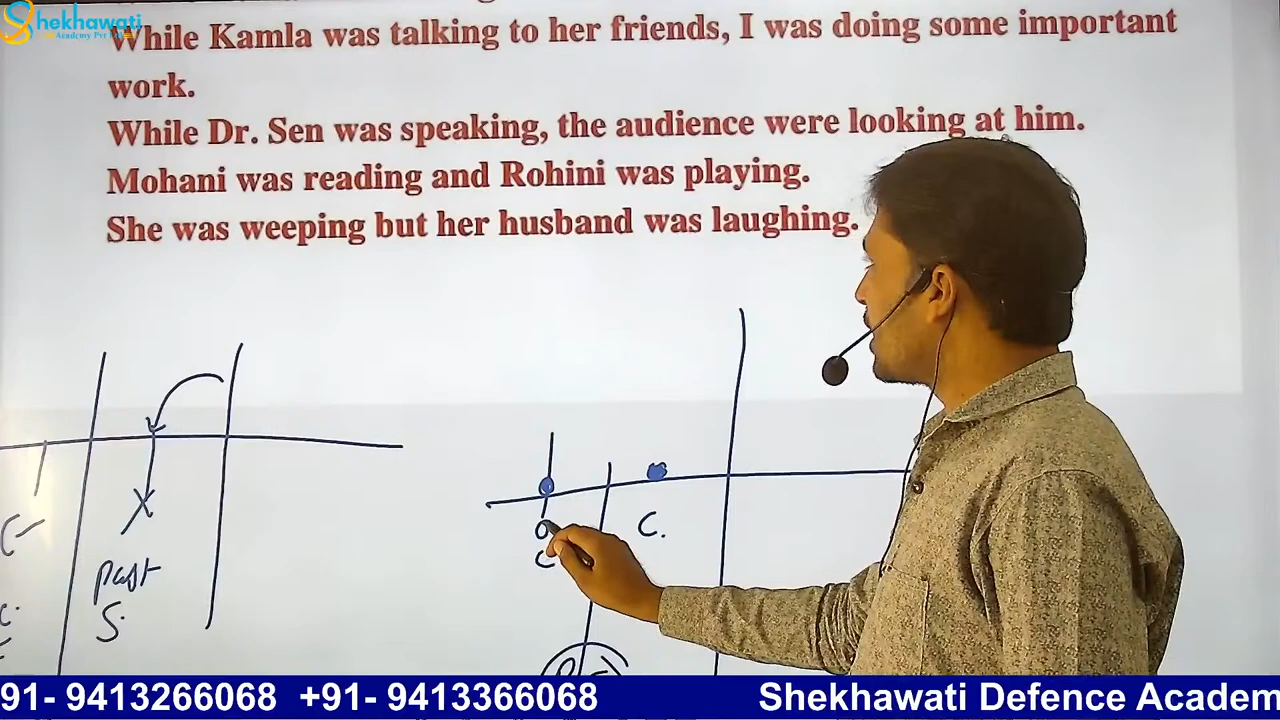 Shekhawati
Academy Pvt
While Kamla was talking to her friends, I was doing some important
work.
While Dr. Sen was speaking, the audience were looking at him.
Mohani was reading and Rohini was playing.
She was weeping but her husband was laughing.
C.
past
S.
C
91- 9413266068 +91- 9413366068
Shekhawati Defence Academ